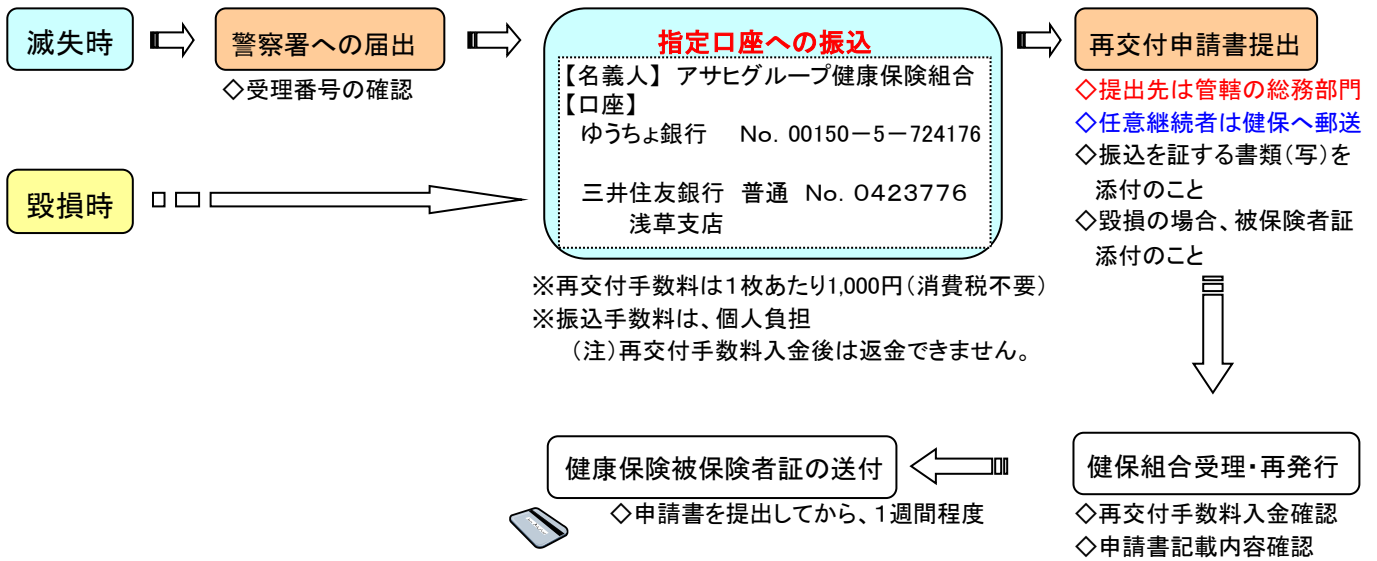 滅失時
警察署への届出
◇受理番号の確認
毀損時
指定口座への振込
【名義人】 アサヒグループ健康保険組合
【口座】
ゆうちょ銀行 No. 00150－5－724176
三井住友銀行 普通 No. 0423776
浅草支店
※再交付手数料は１枚あたり1,000円(消費税不要)
※振込手数料は、個人負担
(注)再交付手数料入金後は返金できません。
再交付申請書提出
◇提出先は管轄の総務部門
◇任意継続者は健保へ郵送
◇振込を証する書類(写)を
添付のこと
◇毀損の場合、被保険者証
添付のこと
健保組合受理・再発行
◇再交付手数料入金確認
◇申請書記載内容確認
健康保険被保険者証の送付
◇申請書を提出してから、１週間程度